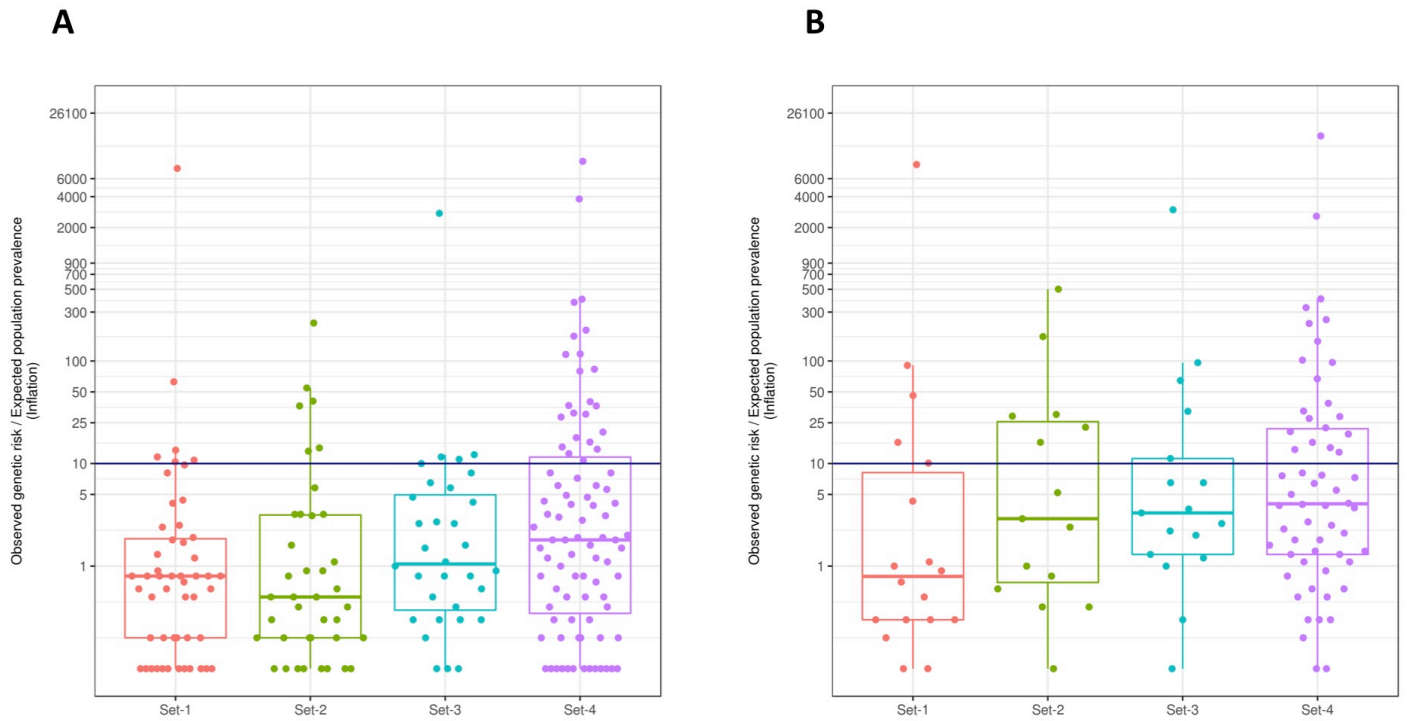 A
B
Observed genetic risk / Expected population prevalence
(Inflation)
26100
6000
4000
2000
900
700
500
300
100
50
25
10
5
1
Set-1
Set-2
Set-3
Set-4
Observed genetic risk / Expected population prevalence
(Inflation)
26100
6000
4000
2000
900
700
500
300
100
50
25
10
5
1
Set-1
Set-2
Set-3
Set-4